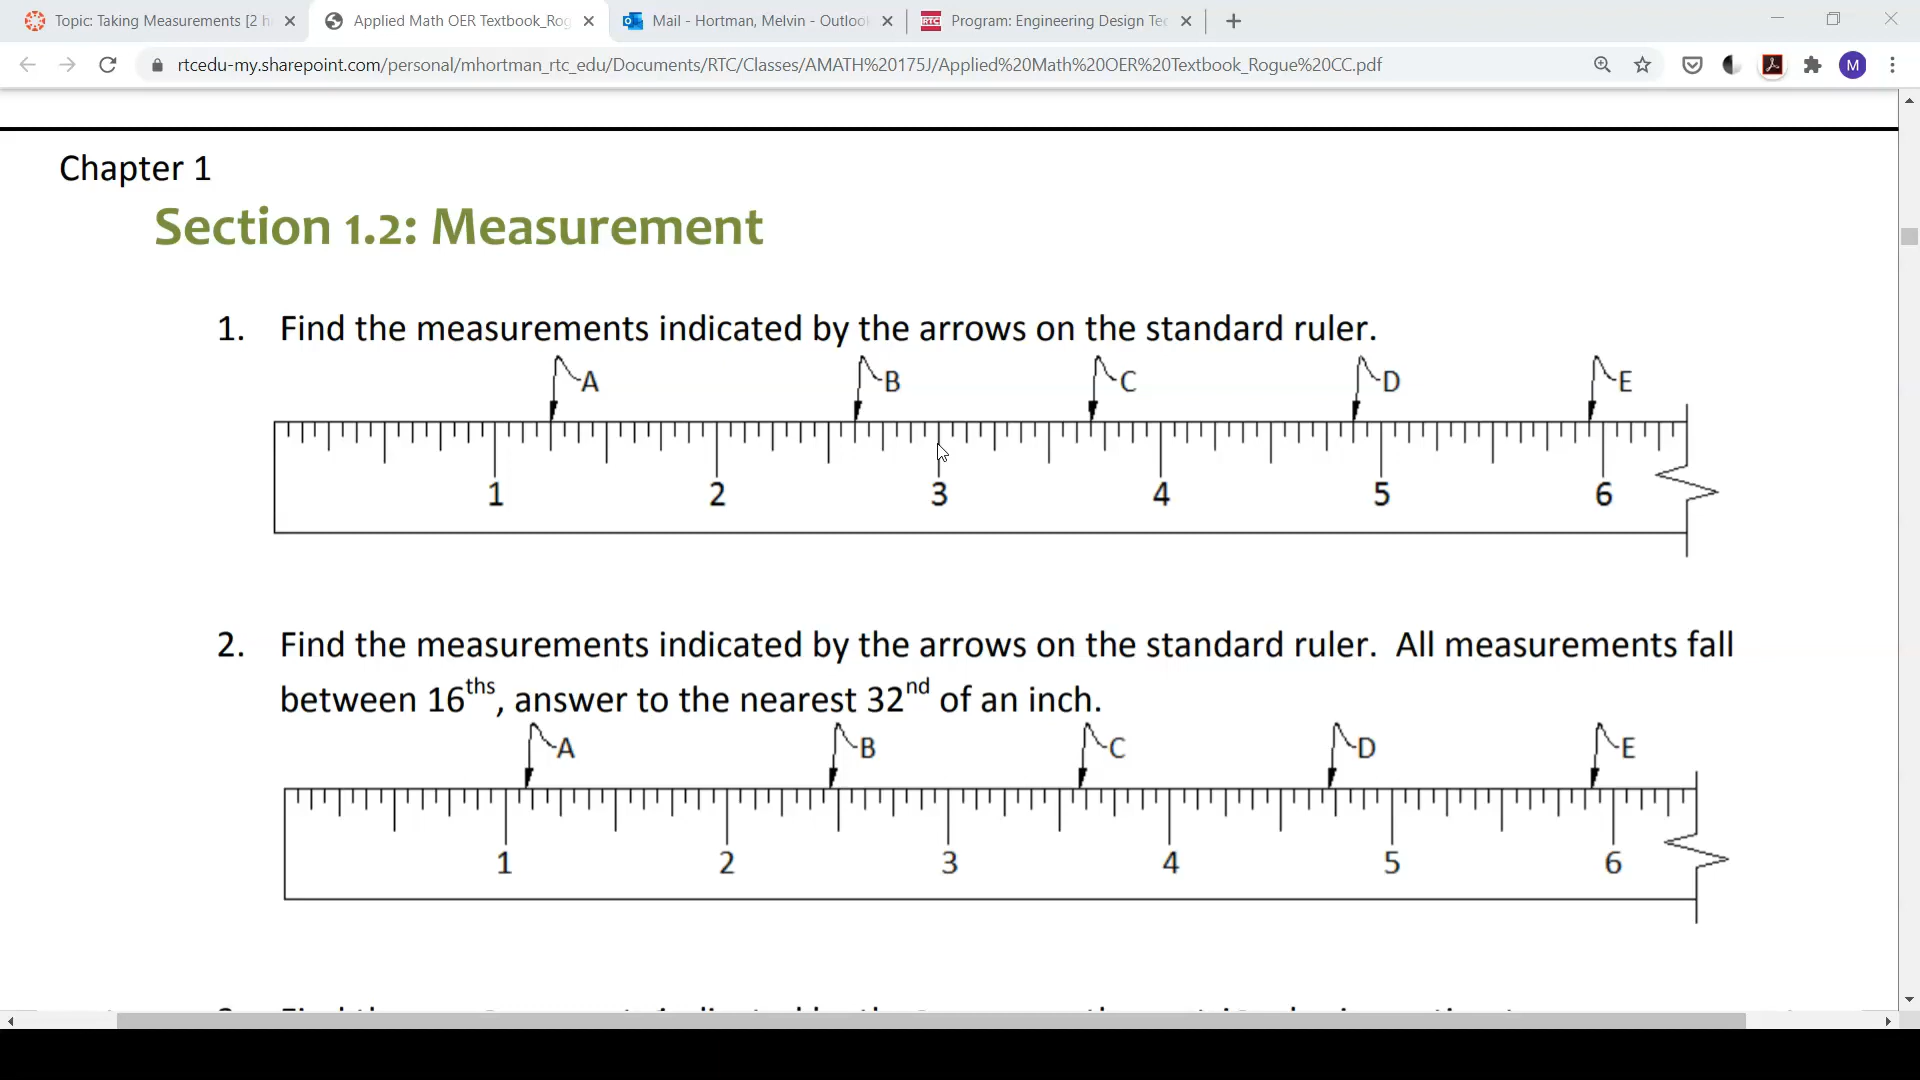 Topic: Taking Measurements [2 h
Applied Math OER Textbook_Rog
Mail - Hortman, Melvin - Outloo
RTC
Program: Engineering Design Tec
rtcedu-my.sharepoint.com/personal/mhortman_rtc_edu/Documents/RTC/Classes/AMATH%20175J/Applied%20Math%20OER%20Textbook_Rogue%20CC.pdf
M
Chapter 1
Section 1.2: Measurement
1. Find the measurements indicated by the arrows on the standard ruler.
A B C D E
1 2 3 4 5 6
2. Find the measurements indicated by the arrows on the standard ruler. All measurements fall
between 16ths, answer to the nearest 32nd of an inch.
A B C D E
1 2 3 4 5 6